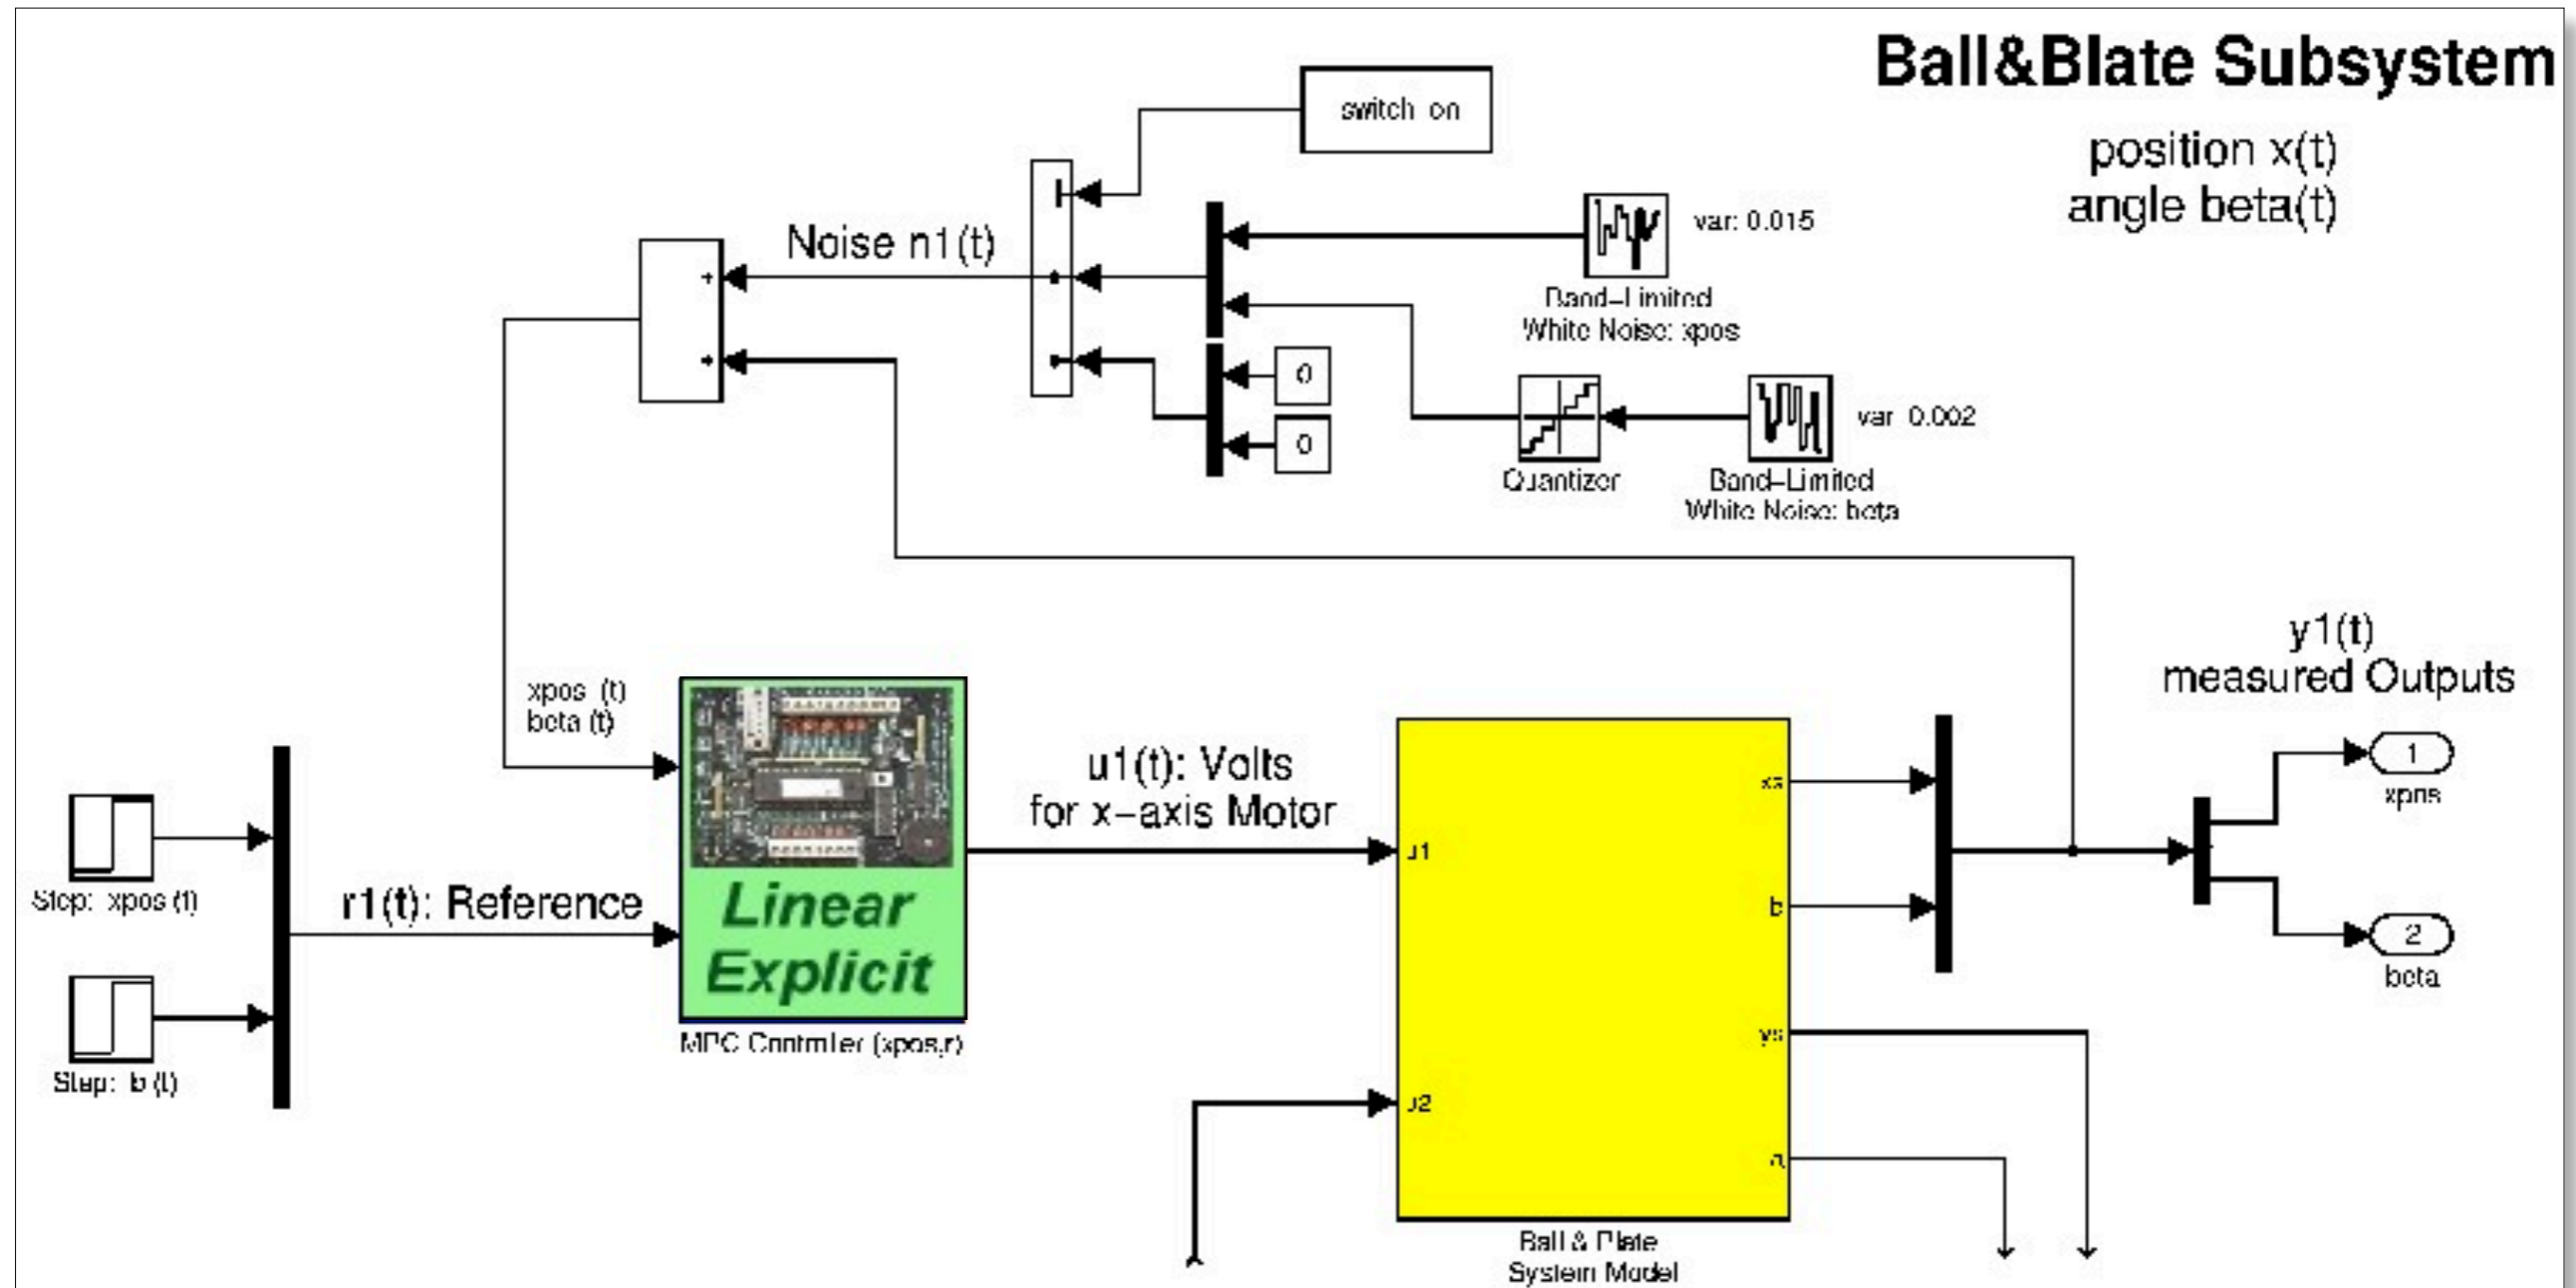 Ball&Blate Subsystem
position x(t)
angle beta(t)
switch on
Noise n1(t)
+
+
var: 0.015
Band-Limited
White Noise: xpos
0
0
Quantizer
var 0.002
Band-Limited
White Noise: beta
xpos (t)
beta (t)
Step: xpos (t)
r1(t): Reference
Step: b (t)
Linear
Explicit
MPC Controller (xpos,r)
u1(t): Volts
for x-axis Motor
u1
u2
xs
b
ys
a
Ball & Plate
System Model
y1(t)
measured Outputs
1
xpos
2
beta